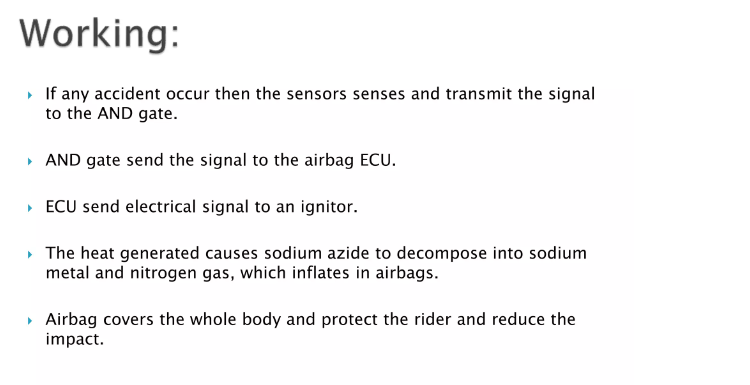 Working:
If any accident occur then the sensors senses and transmit the signal
to the AND gate.
AND gate send the signal to the airbag ECU.
ECU send electrical signal to an ignitor.
The heat generated causes sodium azide to decompose into sodium
metal and nitrogen gas, which inflates in airbags.
Airbag covers the whole body and protect the rider and reduce the
impact.